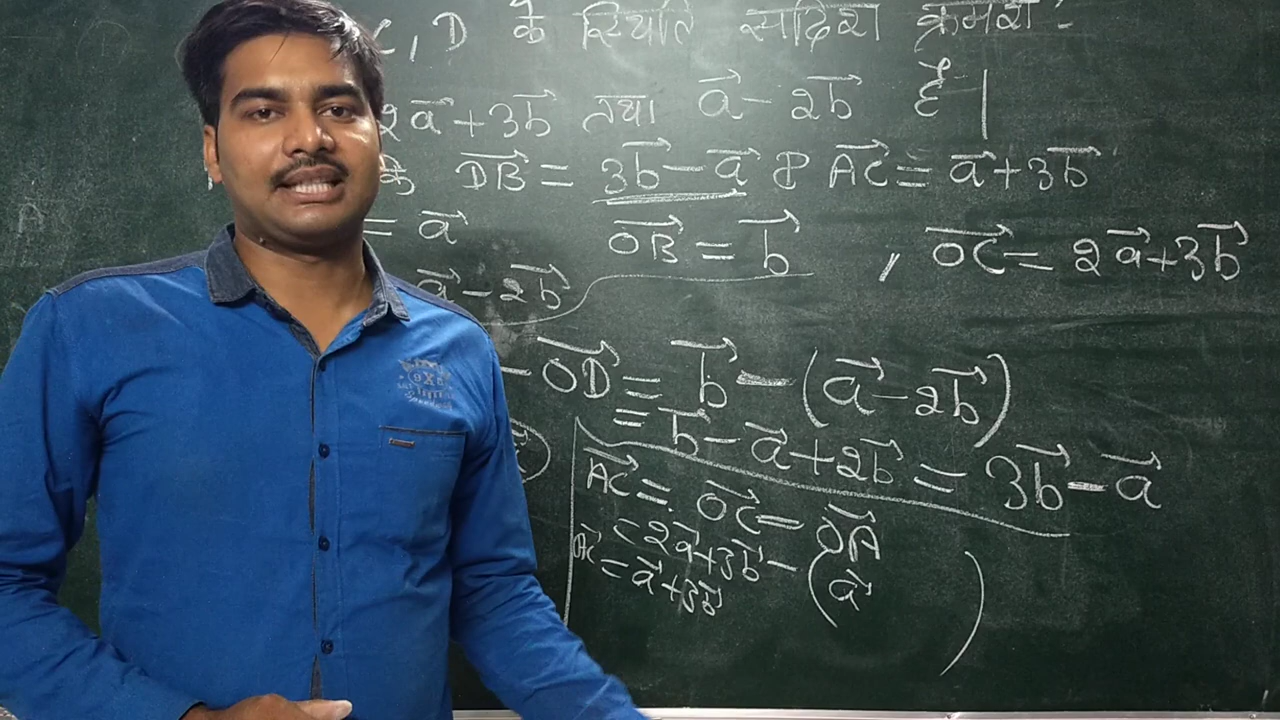 C, D के स्थिति सदिश क्रमशः
2a⃗+3b⃗ तथा a⃗-2b⃗ हैं|
कि DB⃗ = 3b⃗-a⃗ & AC⃗ = a⃗+3b⃗
= a⃗ OB⃗ = b⃗ , OC⃗ = 2a⃗+3b⃗
a⃗-2b⃗
- OD⃗ = b⃗ - (a⃗-2b⃗)
= b⃗-a⃗+2b⃗ = 3b⃗-a⃗
AC⃗ = OC⃗ - OA⃗
= 2a⃗+3b⃗ - (a⃗ )
AC⃗ = a⃗+3b⃗